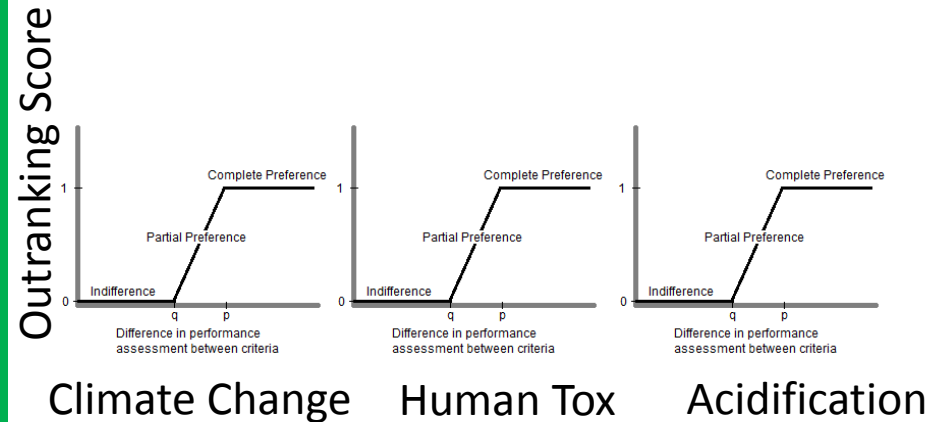 Outranking Score
1
Complete Preference
Partial Preference
Indifference
0
q
p
Difference in performance
assessment between criteria
Climate Change
1
Complete Preference
Partial Preference
Indifference
0
q
p
Difference in performance
assessment between criteria
Human Tox
1
Complete Preference
Partial Preference
Indifference
0
q
p
Difference in performance
assessment between criteria
Acidification